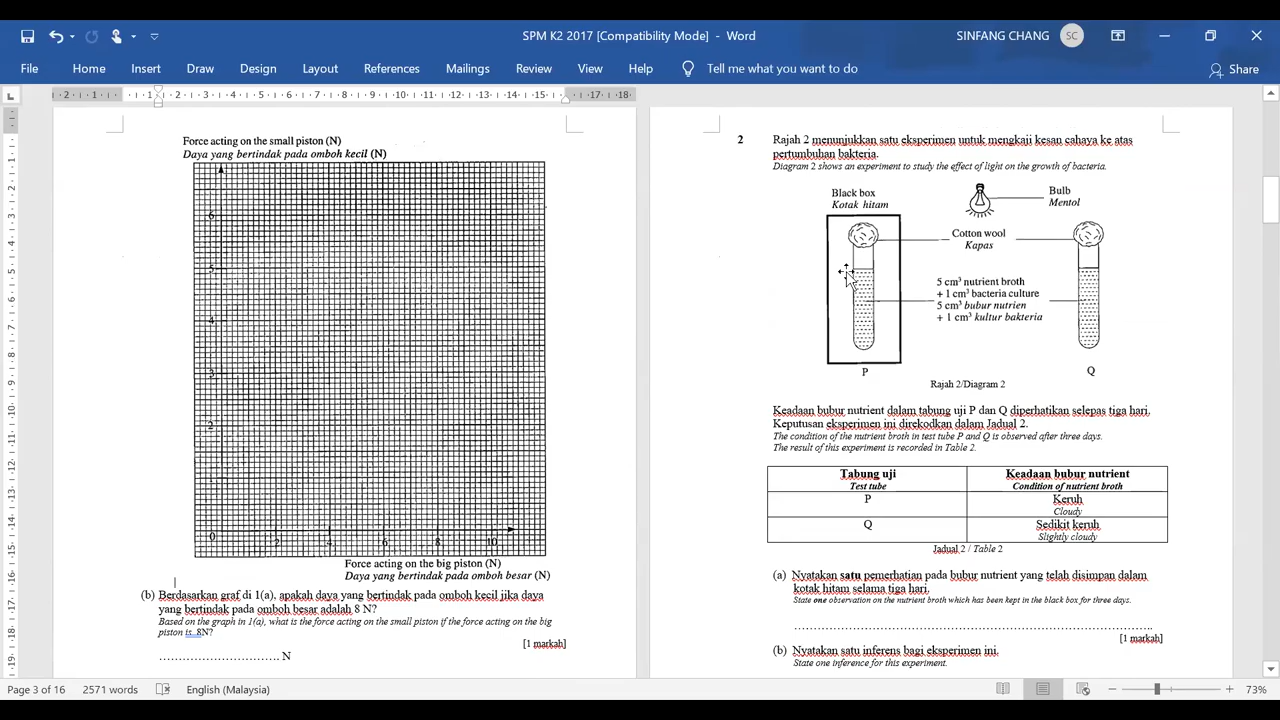 SPM K2 2017 [Compatibility Mode] - Word
SINFANG CHANG
SC
File
Home
Insert
Draw
Design
Layout
References
Mailings
Review
View
Help
Tell me what you want to do
Share
Force acting on the small piston (N)
Daya yang bertindak pada omboh kecil (N)
6
5
4
3
2
0
2
4
6
8
10
Force acting on the big piston (N)
Daya yang bertindak pada omboh besar (N)
(b) Berdasarkan graf di 1(a), apakah daya yang bertindak pada omboh kecil jika daya
yang bertindak pada omboh besar adalah 8 N?
Based on the graph in 1(a), what is the force acting on the small piston if the force acting on the big
piston is 8N?
[1 markah]
................................ N
2 Rajah 2 menunjukkan satu eksperimen untuk mengkaji kesan cahaya ke atas
pertumbuhan bakteria.
Diagram 2 shows an experiment to study the effect of light on the growth of bacteria.
Black box
Kotak hitam
Bulb
Mentol
Cotton wool
Kapas
5 cm³ nutrient broth
+ 1 cm³ bacteria culture
5 cm³ bubur nutrien
+ 1 cm³ kultur bakteria
P
Q
Rajah 2/Diagram 2
Keadaan bubur nutrient dalam tabung uji P dan Q diperhatikan selepas tiga hari.
Keputusan eksperimen ini direkodkan dalam Jadual 2.
The condition of the nutrient broth in test tube P and Q is observed after three days.
The result of this experiment is recorded in Table 2.
Tabung uji
Test tube
Keadaan bubur nutrient
Condition of nutrient broth
P
Keruh
Cloudy
Q
Sedikit keruh
Slightly cloudy
Jadual 2 / Table 2
(a) Nyatakan satu pemerhatian pada bubur nutrient yang telah disimpan dalam
kotak hitam selama tiga hari.
State one observation on the nutrient broth which has been kept in the black box for three days.
[1 markah]
(b) Nyatakan satu inferens bagi eksperimen ini.
State one inference for this experiment.
Page 3 of 16
2571 words
English (Malaysia)
73%